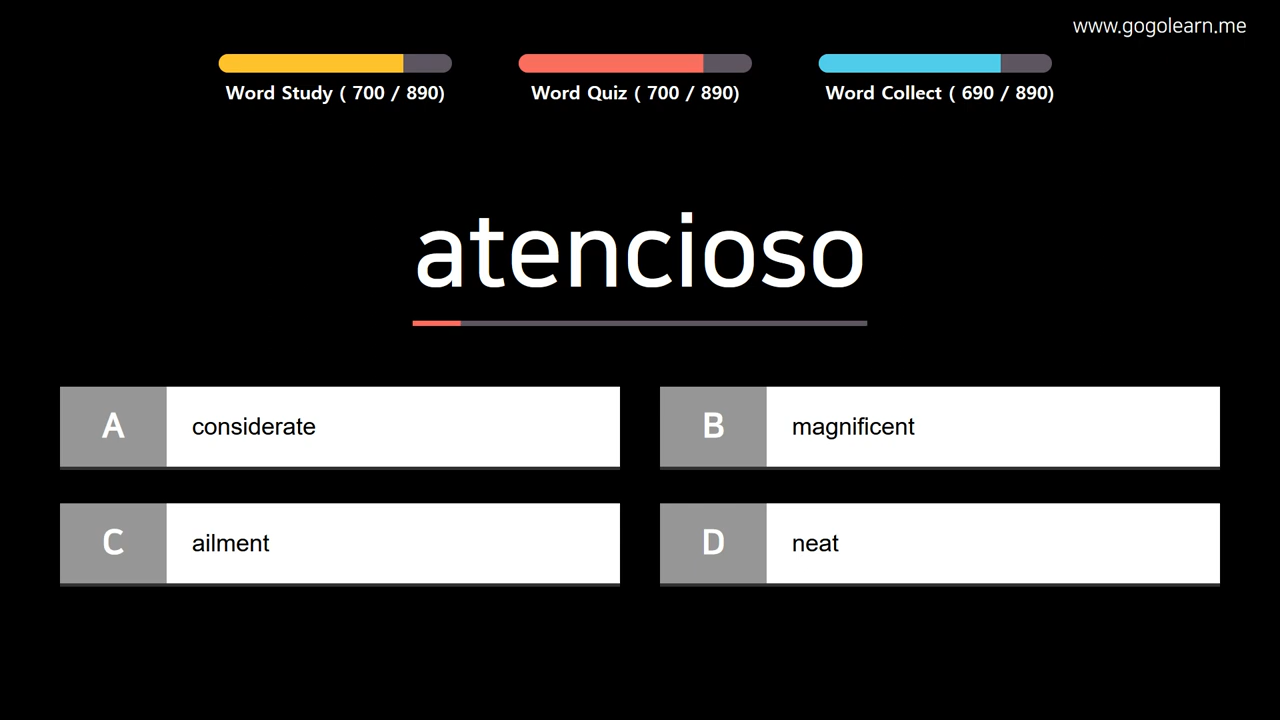 www.gogolearn.me
Word Study ( 700 / 890)
Word Quiz ( 700 / 890)
Word Collect ( 690 / 890)
atencioso
A considerate
B magnificent
C ailment
D neat